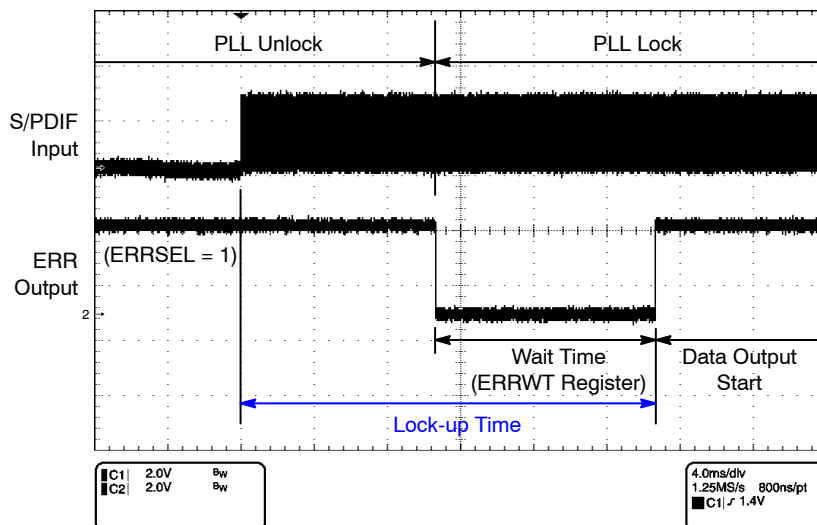 PLL Unlock
PLL Lock
S/PDIF
Input
ERR
Output
(ERRSEL = 1)
2
Wait Time
(ERRWT Register)
Data Output
Start
Lock-up Time
C1 2.0V BW
C2 2.0V BW
4.0ms/div
1.25MS/s 800ns/pt
C1 1.4V